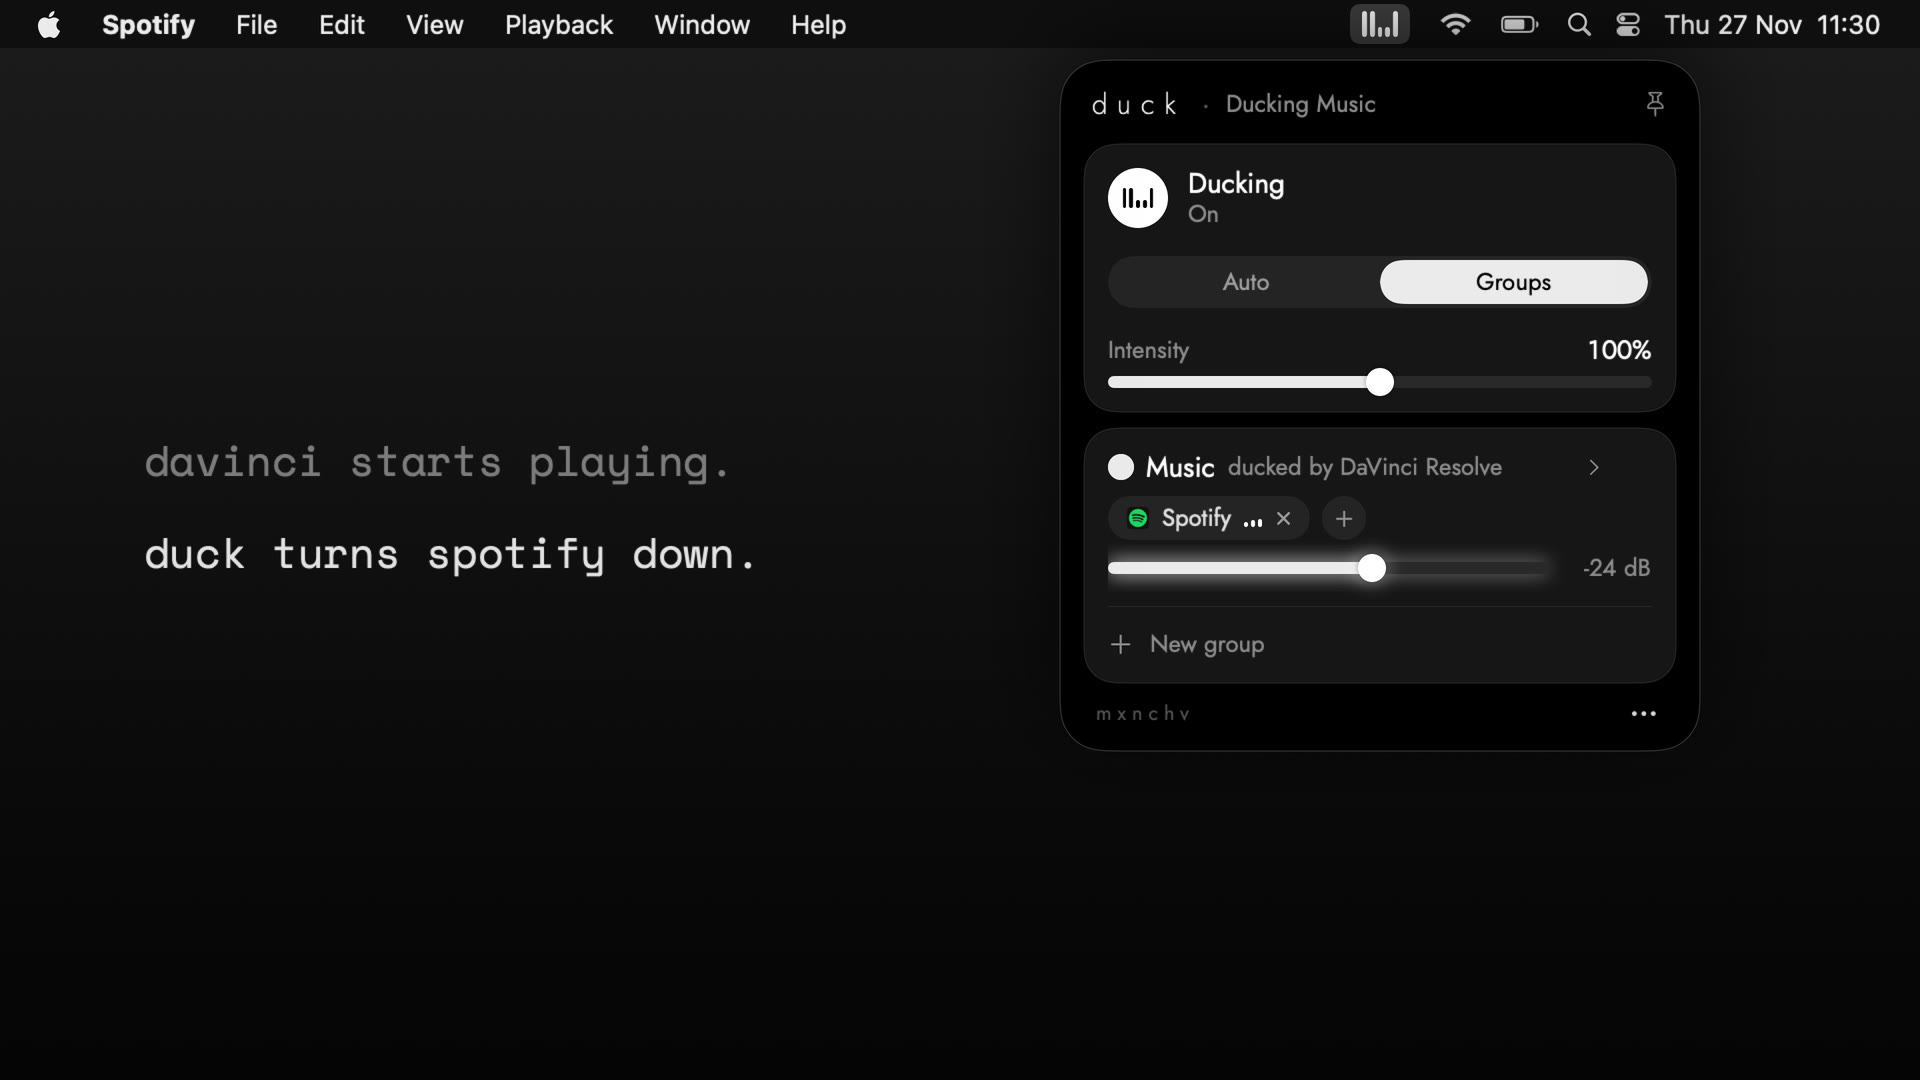 Spotify File Edit View Playback Window Help Thu 27 Nov 11:30
duck · Ducking Music
Ducking
On
Auto Groups
Intensity 100%
davinci starts playing.
duck turns spotify down.
Music ducked by DaVinci Resolve
Spotify
-24 dB
New group
mxnchv